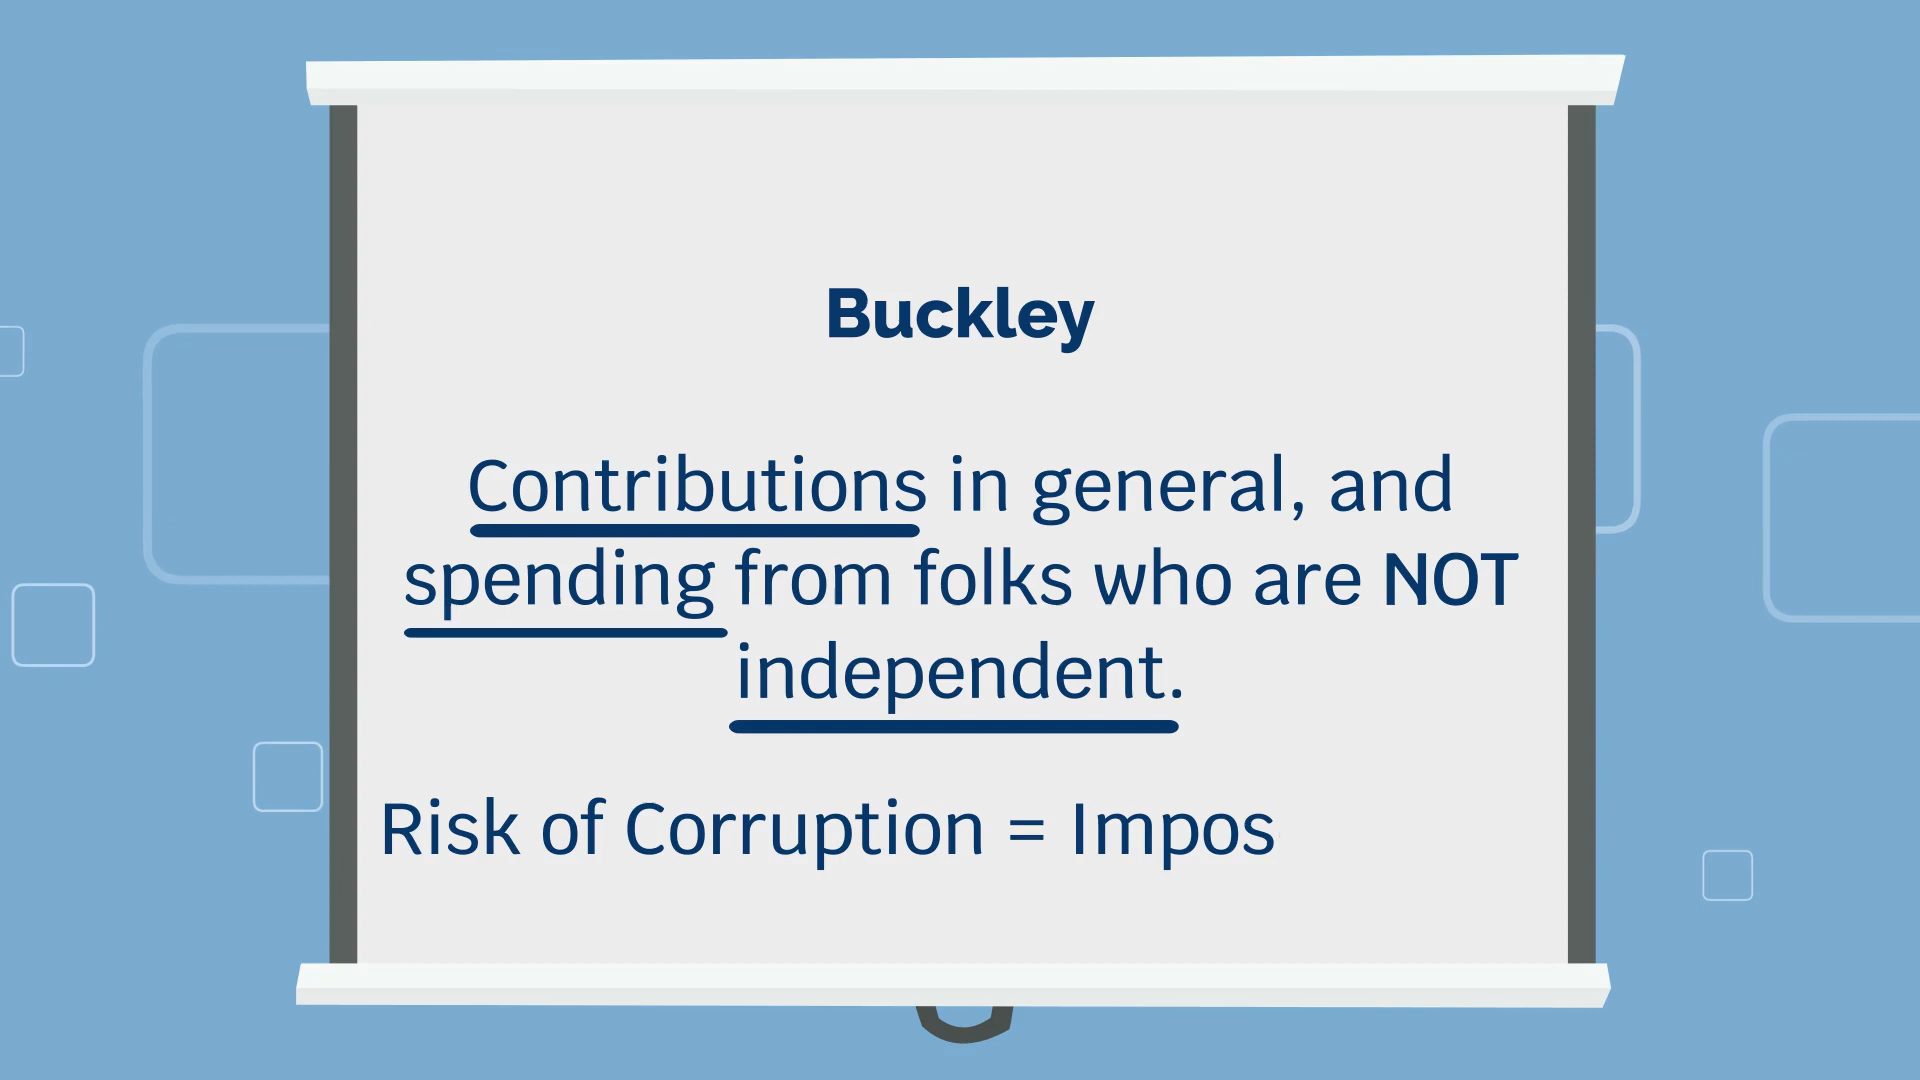 Buckley
Contributions in general, and
spending from folks who are NOT
independent.
Risk of Corruption = Impos